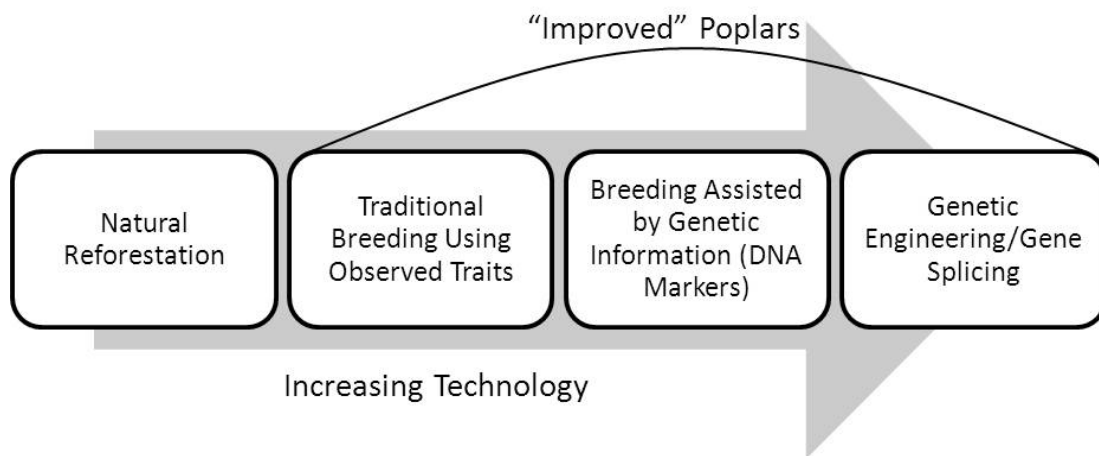 “Improved” Poplars
Natural
Reforestation
Traditional
Breeding Using
Observed Traits
Breeding Assisted
by Genetic
Information (DNA
Markers)
Genetic
Engineering/Gene
Splicing
Increasing Technology